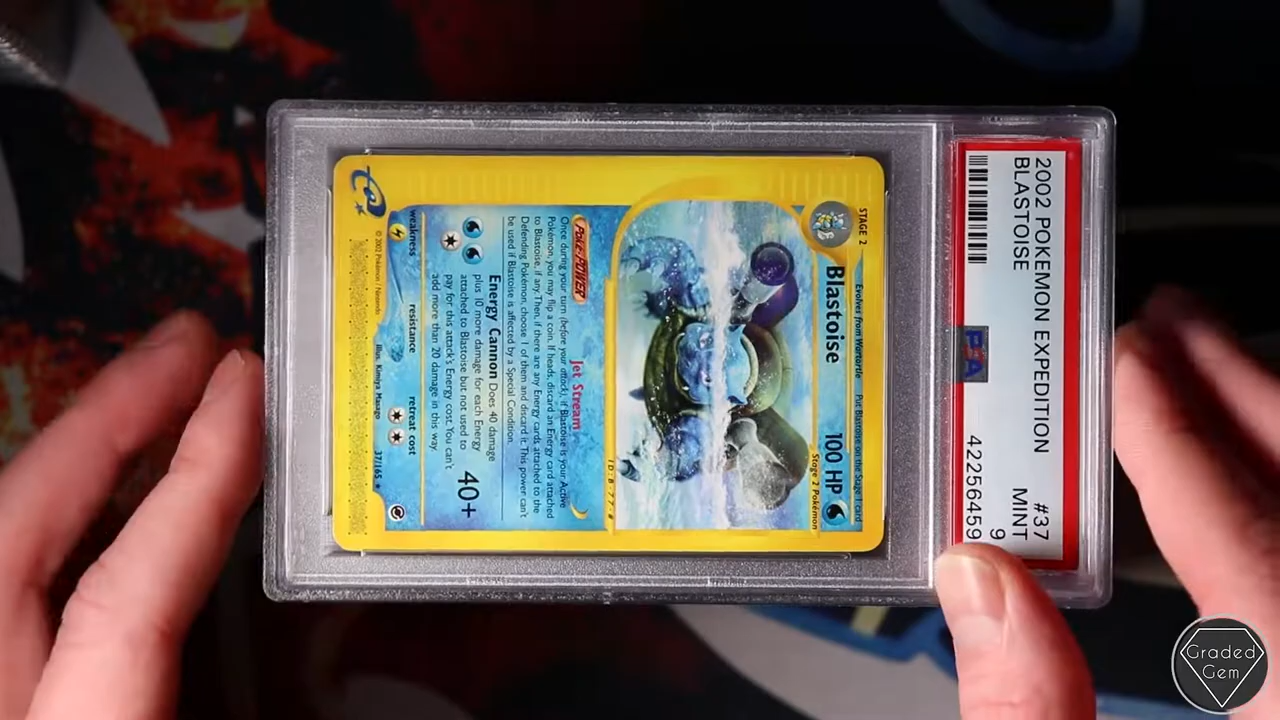 2002 POKEMON EXPEDITION #37
BLASTOISE MINT
9
PSA 42256459
STAGE 2 Evolves from Wartortle Put Blastoise on the Stage 1 card
Blastoise 100 HP
Stage 2 Pokémon
ID:B-77-#
Poké-POWER Jet Stream
Once during your turn (before your attack), if Blastoise is your Active
Pokémon, you may flip a coin. If heads, discard an Energy card attached
to Blastoise, if any. Then, if there are any Energy cards attached to the
Defending Pokémon, choose 1 of them and discard it. This power can't
be used if Blastoise is affected by a Special Condition.
Energy Cannon Does 40 damage
plus 10 more damage for each Energy
attached to Blastoise but not used to
pay for this attack's Energy cost. You can't
add more than 20 damage in this way.
40+
weakness resistance retreat cost
© 2002 Pokémon / Nintendo Illus. Kimiya Masago 37/165
e
Graded
Gem